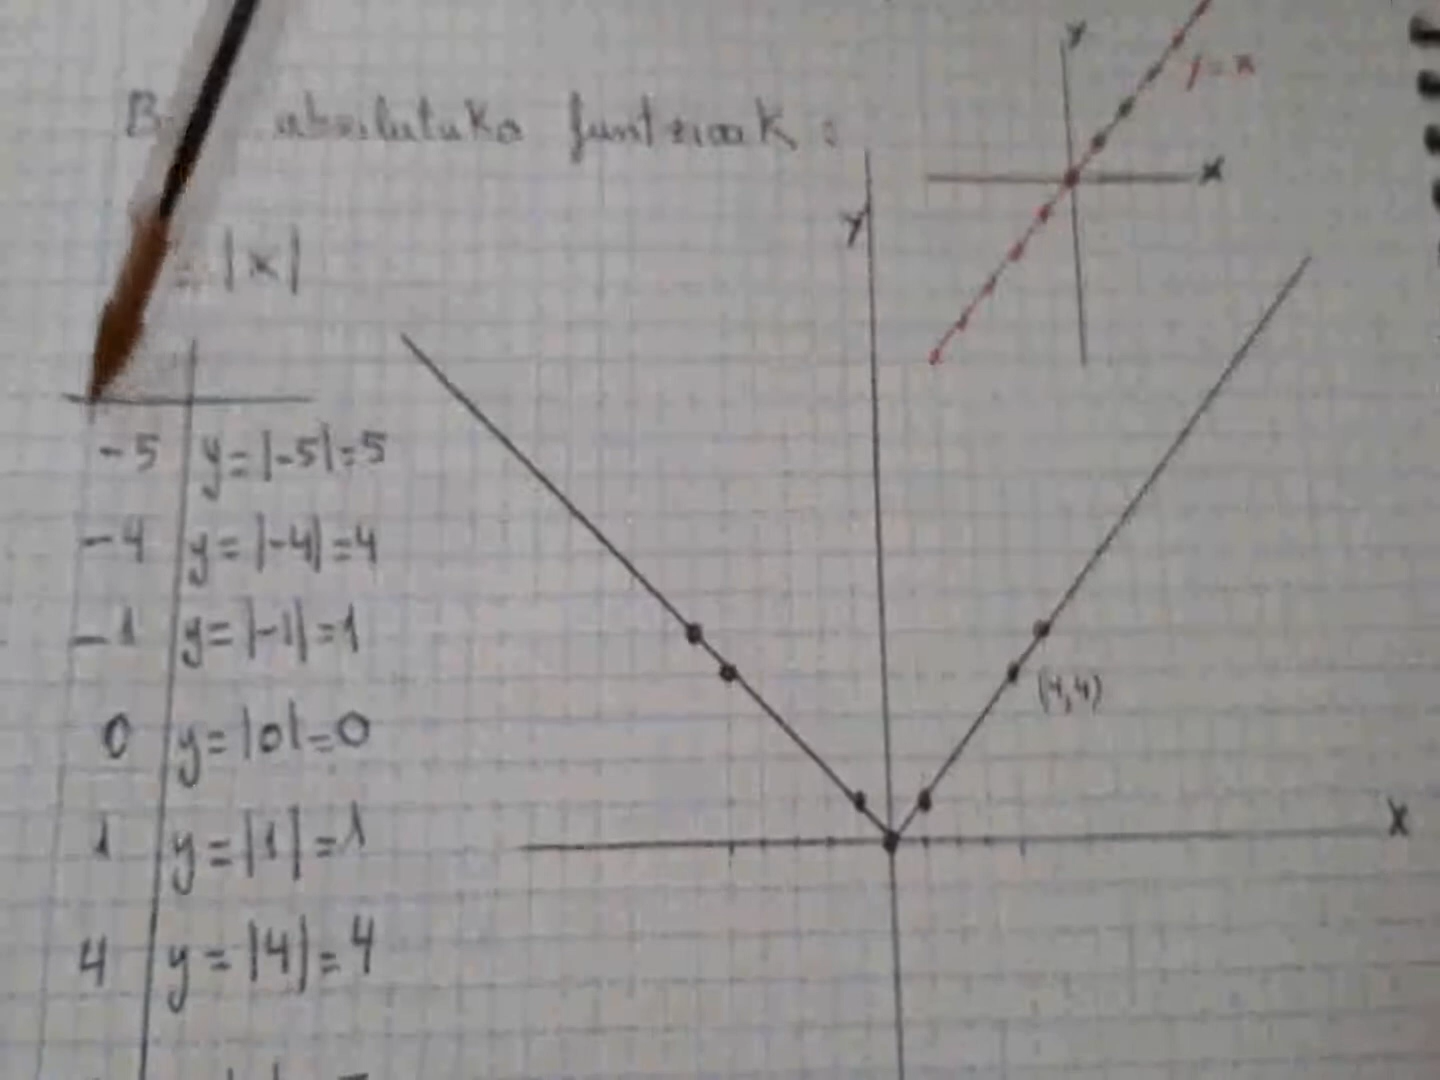 absolutuko funtzioak:
= |x|
-5 y=|-5|=5
-4 y=|-4|=4
-1 y=|-1|=1
0 y=|0|=0
1 y=|1|=1
4 y=|4|=4
Y
X
y=x
Y
X
(4,4)